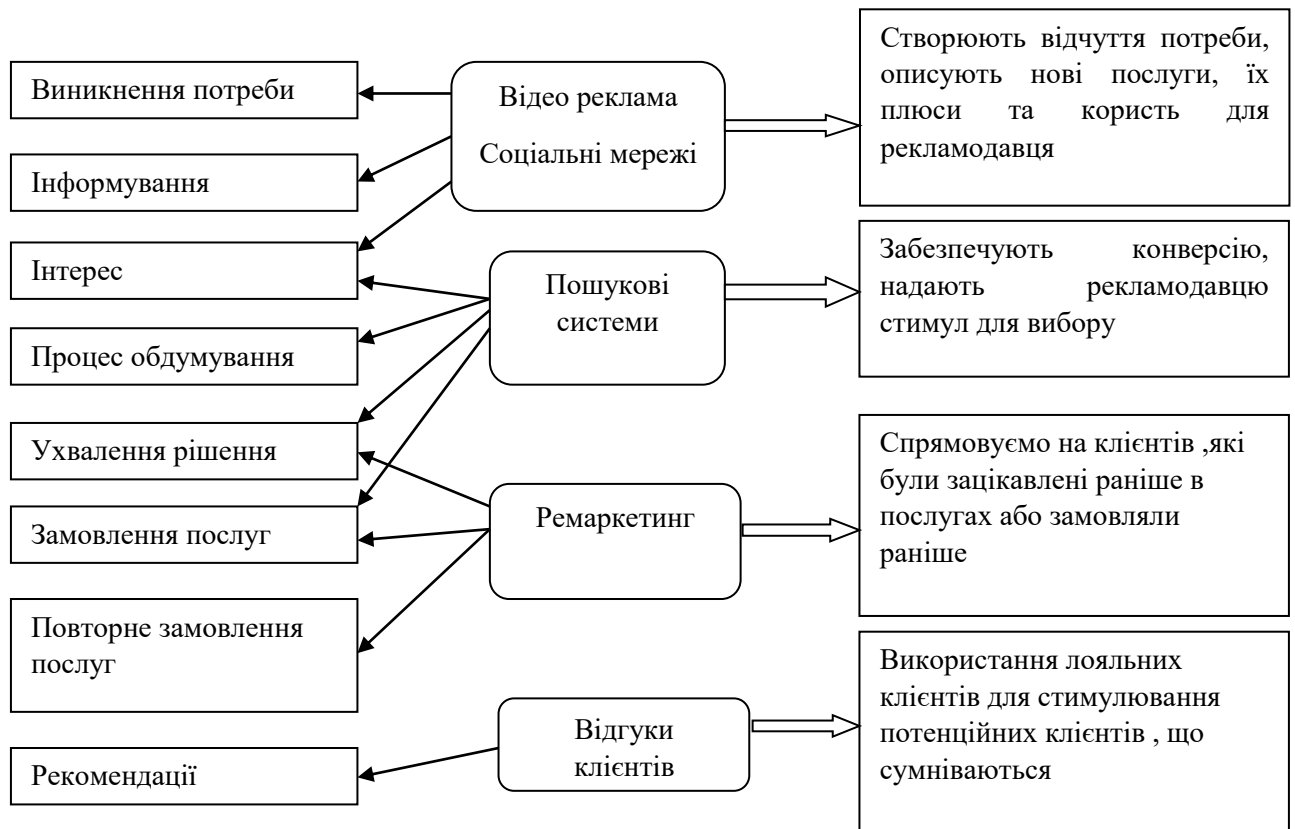 Виникнення потреби
Інформування
Інтерес
Процес обдумування
Ухвалення рішення
Замовлення послуг
Повторне замовлення
послуг
Рекомендації
Відео реклама
Соціальні мережі
Пошукові
системи
Ремаркетинг
Відгуки
клієнтів
Створюють відчуття потреби,
описують нові послуги, їх
плюси та користь для
рекламодавця
Забезпечують конверсію,
надають рекламодавцю
стимул для вибору
Спрямовуємо на клієнтів ,які
були зацікавлені раніше в
послугах або замовляли
раніше
Використання лояльних
клієнтів для стимулювання
потенційних клієнтів , що
сумніваються